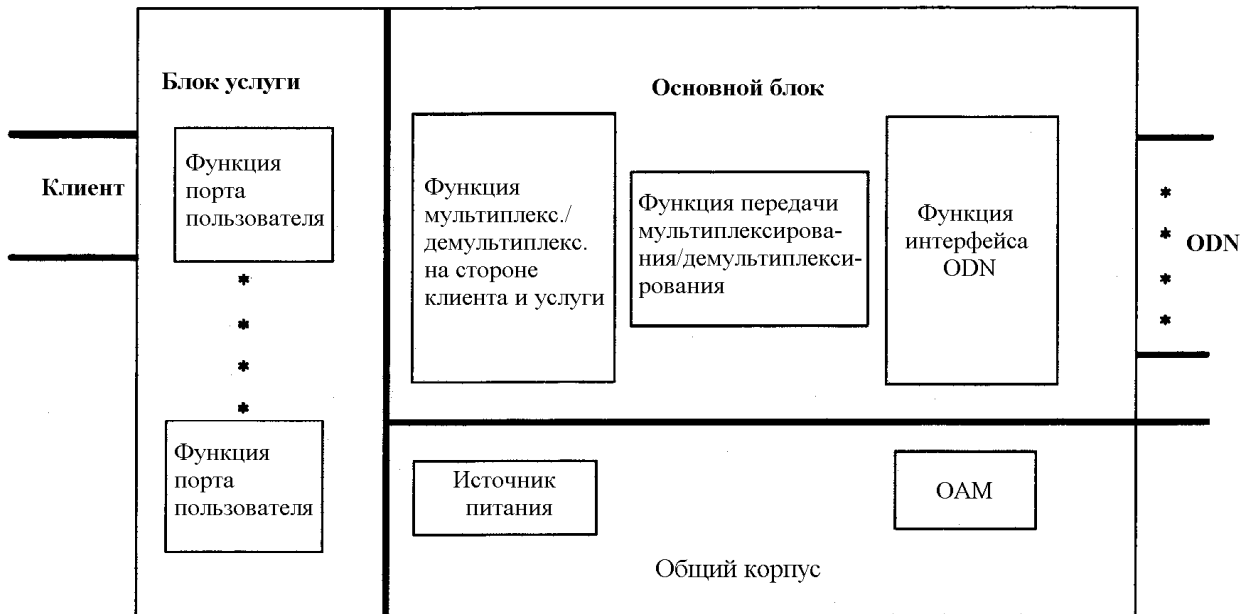 Блок услуги
Основной блок
Клиент
Функция
порта
пользователя
Функция
мультиплекс./
демультиплекс.
на стороне
клиента и услуги
Функция передачи
мультиплексирова-
ния/демультиплекси-
рования
Функция
интерфейса
ODN
*
*
*
*
ODN
*
*
*
*
Функция
порта
пользователя
Источник
питания
OAM
Общий корпус